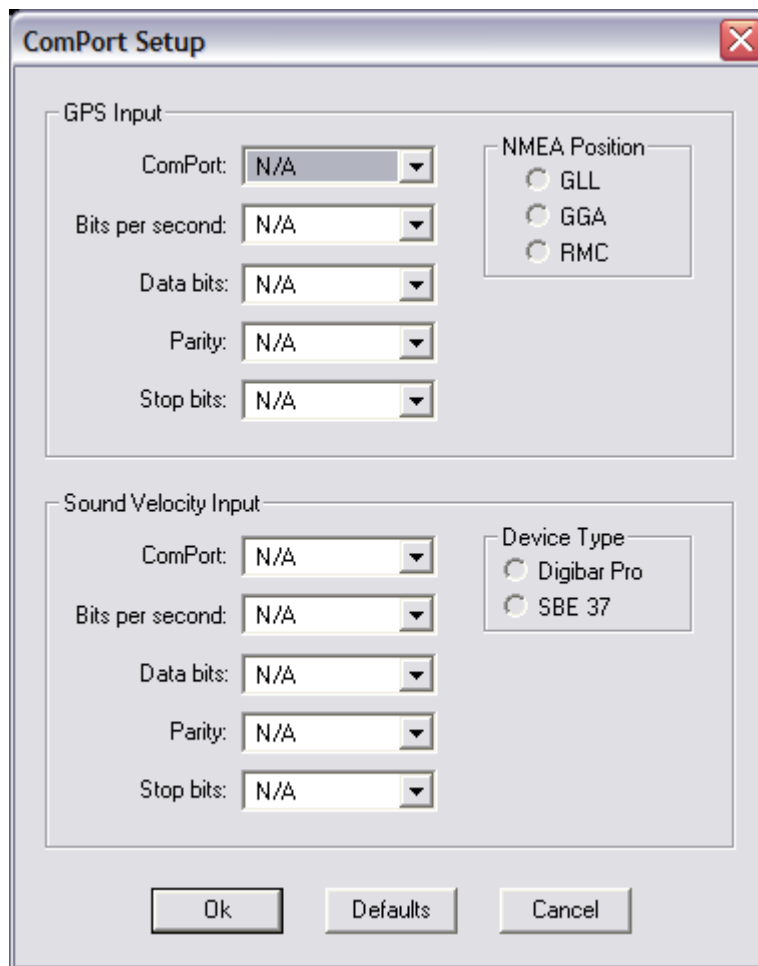 ComPort Setup
GPS Input
ComPort: N/A
Bits per second: N/A
Data bits: N/A
Parity: N/A
Stop bits: N/A
NMEA Position
GLL
GGA
RMC
Sound Velocity Input
ComPort: N/A
Bits per second: N/A
Data bits: N/A
Parity: N/A
Stop bits: N/A
Device Type
Digibar Pro
SBE 37
Ok Defaults Cancel